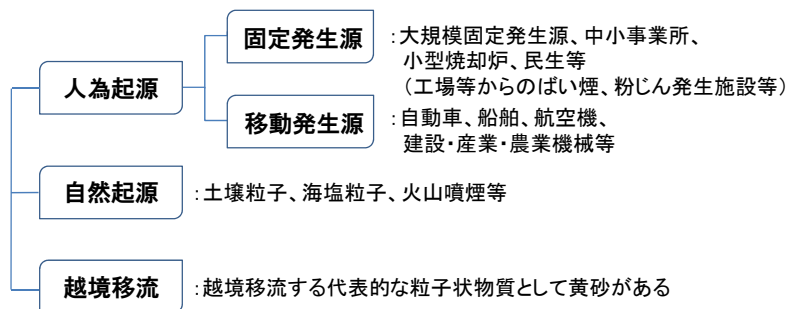 固定発生源
:大規模固定発生源、中小事業所、
小型焼却炉、民生等
(工場等からのばい煙、粉じん発生施設等)
人為起源
移動発生源
:自動車、船舶、航空機、
建設・産業・農業機械等
自然起源
:土壌粒子、海塩粒子、火山噴煙等
越境移流
:越境移流する代表的な粒子状物質として黄砂がある